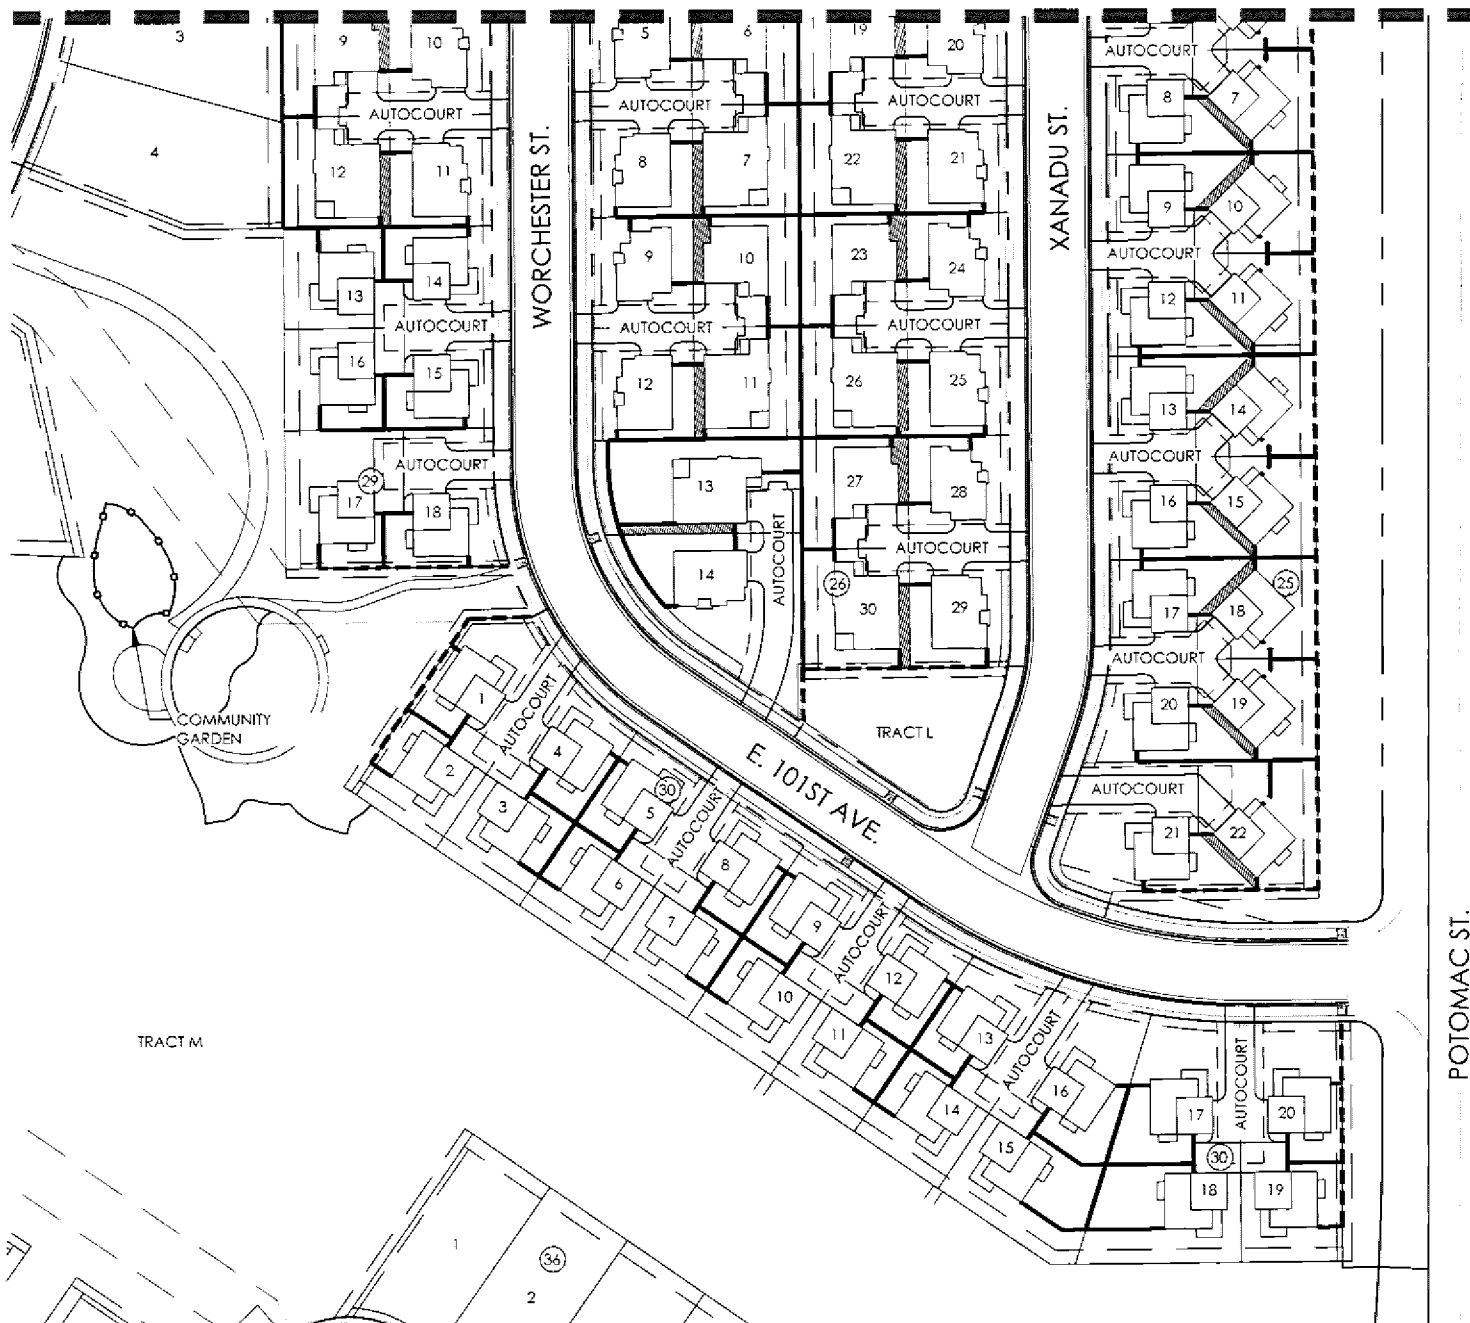 3
9
10
5
6
19
20
AUTOCOURT
8
7
AUTOCOURT
AUTOCOURT
AUTOCOURT
4
12
11
WORCHESTER ST.
8
7
22
21
XANADU ST.
9
10
AUTOCOURT
9
10
23
24
13
14
12
11
AUTOCOURT
AUTOCOURT
AUTOCOURT
16
15
12
11
26
25
13
14
AUTOCOURT
AUTOCOURT
29
17
18
13
27
28
16
15
AUTOCOURT
AUTOCOURT
14
26
30
29
17
18
25
AUTOCOURT
1
AUTOCOURT
20
19
COMMUNITY
GARDEN
TRACT L
2
4
3
E. 101ST AVE.
AUTOCOURT
30
5
AUTOCOURT
21
22
6
8
7
9
AUTOCOURT
POTOMAC ST.
10
12
11
13
AUTOCOURT
TRACT M
14
16
15
17
AUTOCOURT
20
30
18
19
1
36
2